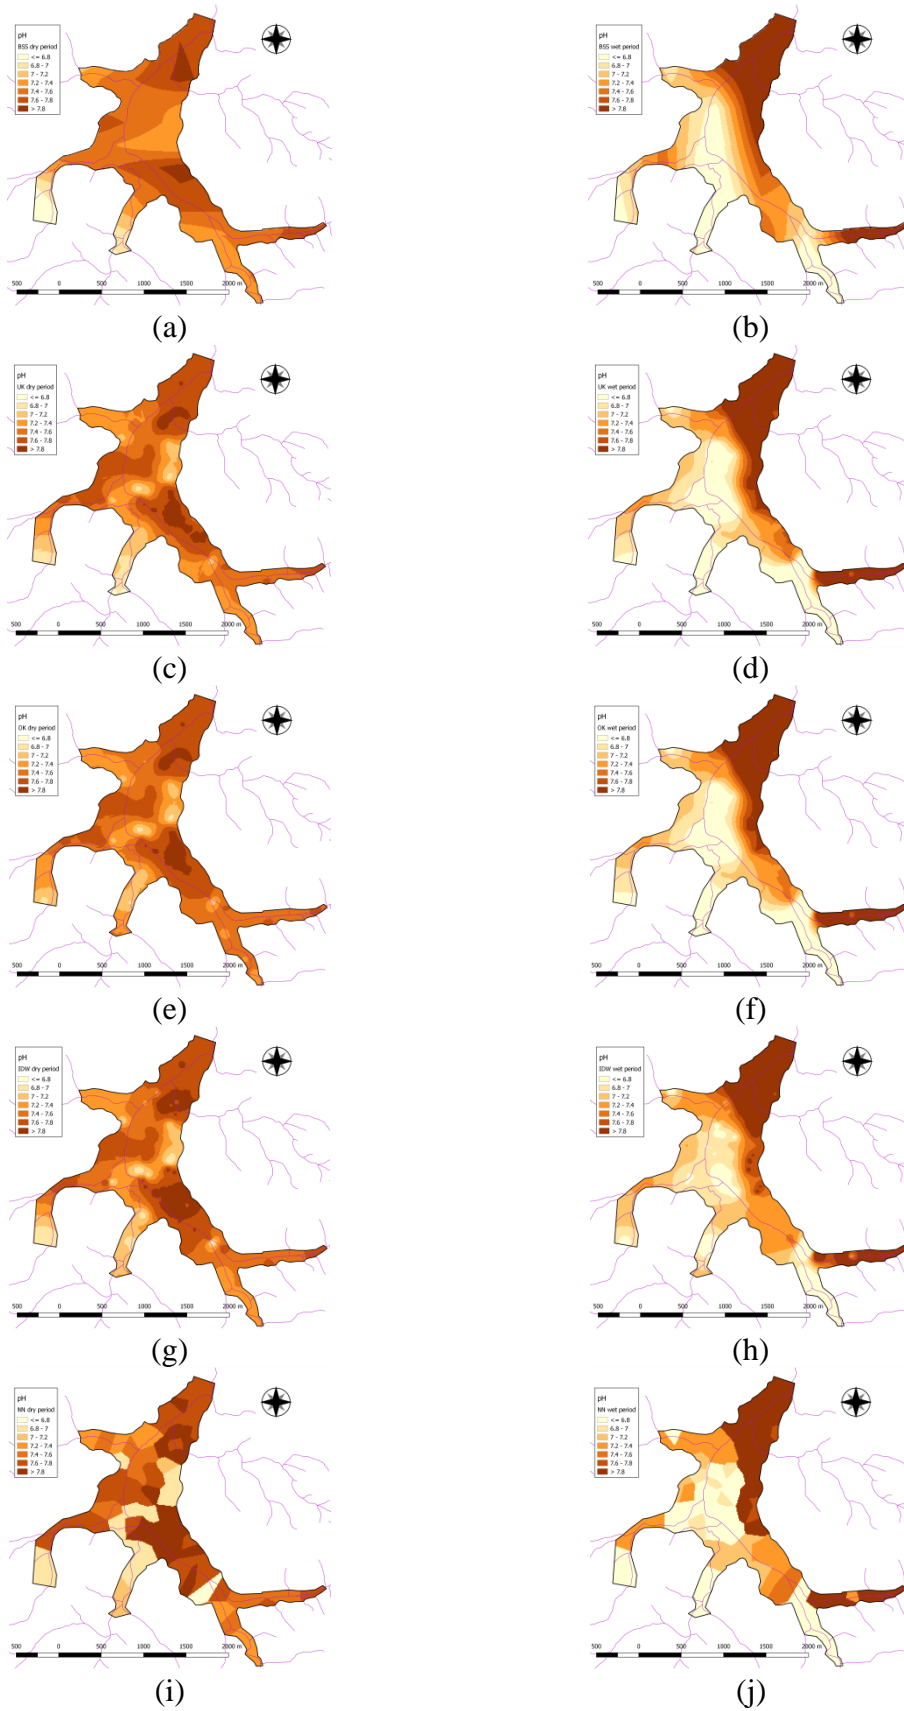 pH
BSS dry period
<= 6.8
6.8 - 7
7 - 7.2
7.2 - 7.4
7.4 - 7.6
7.6 - 7.8
> 7.8
500 0 500 1000 1500 2000 m
(a)
pH
BSS wet period
<= 6.8
6.8 - 7
7 - 7.2
7.2 - 7.4
7.4 - 7.6
7.6 - 7.8
> 7.8
500 0 500 1000 1500 2000 m
(b)
pH
UK dry period
<= 6.8
6.8 - 7
7 - 7.2
7.2 - 7.4
7.4 - 7.6
7.6 - 7.8
> 7.8
500 0 500 1000 1500 2000 m
(c)
pH
UK wet period
<= 6.8
6.8 - 7
7 - 7.2
7.2 - 7.4
7.4 - 7.6
7.6 - 7.8
> 7.8
500 0 500 1000 1500 2000 m
(d)
pH
OK dry period
<= 6.8
6.8 - 7
7 - 7.2
7.2 - 7.4
7.4 - 7.6
7.6 - 7.8
> 7.8
500 0 500 1000 1500 2000 m
(e)
pH
OK wet period
<= 6.8
6.8 - 7
7 - 7.2
7.2 - 7.4
7.4 - 7.6
7.6 - 7.8
> 7.8
500 0 500 1000 1500 2000 m
(f)
pH
IDW dry period
<= 6.8
6.8 - 7
7 - 7.2
7.2 - 7.4
7.4 - 7.6
7.6 - 7.8
> 7.8
500 0 500 1000 1500 2000 m
(g)
pH
IDW wet period
<= 6.8
6.8 - 7
7 - 7.2
7.2 - 7.4
7.4 - 7.6
7.6 - 7.8
> 7.8
500 0 500 1000 1500 2000 m
(h)
pH
NN dry period
<= 6.8
6.8 - 7
7 - 7.2
7.2 - 7.4
7.4 - 7.6
7.6 - 7.8
> 7.8
500 0 500 1000 1500 2000 m
(i)
pH
NN wet period
<= 6.8
6.8 - 7
7 - 7.2
7.2 - 7.4
7.4 - 7.6
7.6 - 7.8
> 7.8
500 0 500 1000 1500 2000 m
(j)